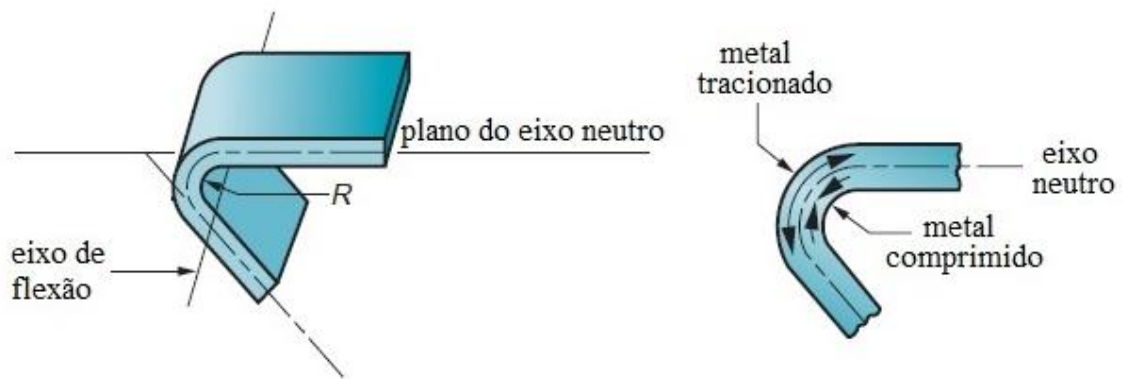 plano do eixo neutro
R
eixo de
flexão
metal
tracionado
eixo
neutro
metal
comprimido